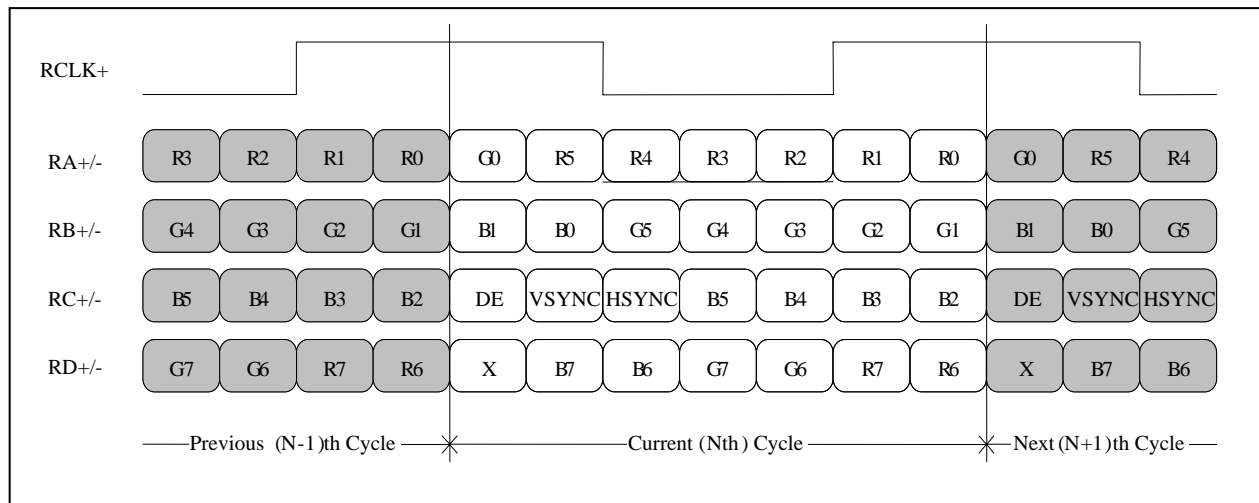 RCLK+
RA+/- R3 R2 R1 R0 G0 R5 R4 R3 R2 R1 R0 G0 R5 R4
RB+/- G4 G3 G2 G1 B1 B0 G5 G4 G3 G2 G1 B1 B0 G5
RC+/- B5 B4 B3 B2 DE VSYNC HSYNC B5 B4 B3 B2 DE VSYNC HSYNC
RD+/- G7 G6 R7 R6 X B7 B6 G7 G6 R7 R6 X B7 B6
Previous (N-1)th Cycle Current (Nth) Cycle Next (N+1)th Cycle